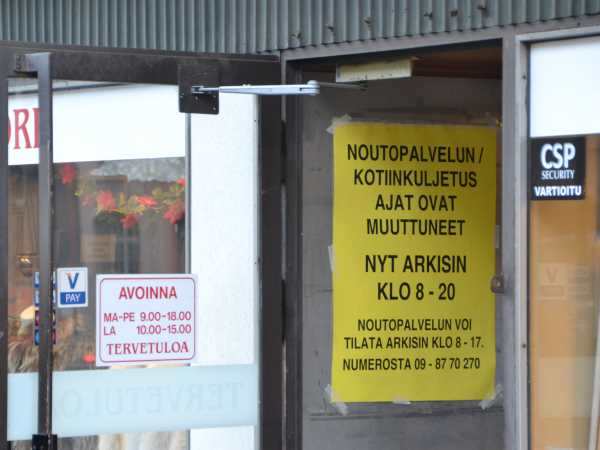 ORI
V
PAY
AVOINNA
MA-PE 9.00-18.00
LA 10.00-15.00
TERVETULOA
TERVETULO
NOUTOPALVELUN /
KOTIINKULJETUS
AJAT OVAT
MUUTTUNEET
NYT ARKISIN
KLO 8 - 20
NOUTOPALVELUN VOI
TILATA ARKISIN KLO 8 - 17.
NUMEROSTA 09 - 87 70 270
CSP
SECURITY
VARTIOITU